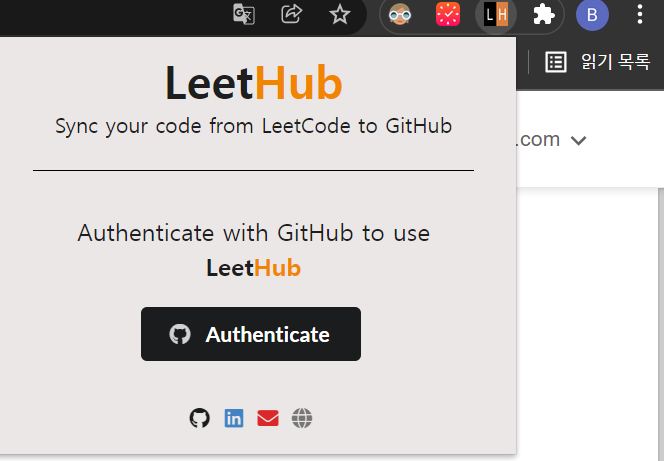 L H
B
읽기 목록
LeetHub
Sync your code from LeetCode to GitHub
.com
Authenticate with GitHub to use
LeetHub
Authenticate